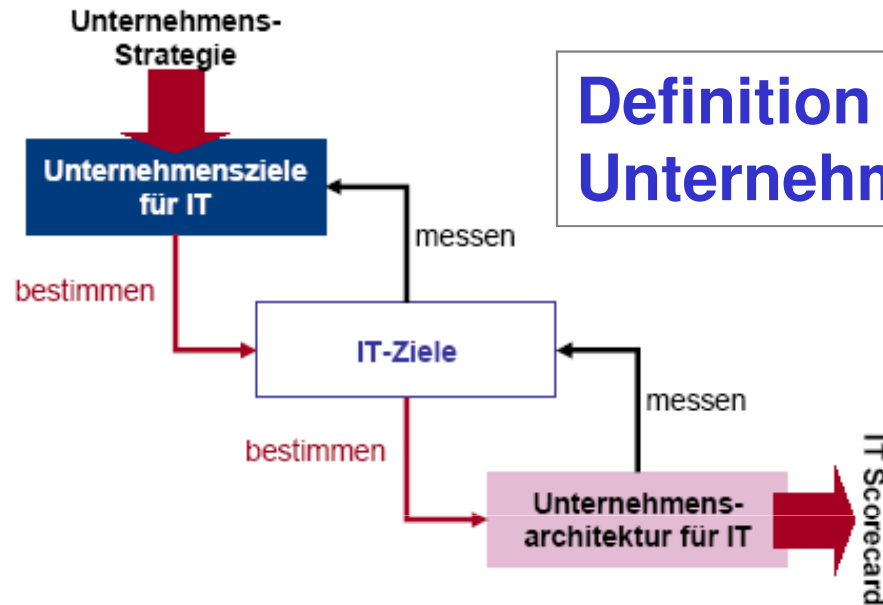 Unternehmens-
Strategie
Definition
Unternehm
Unternehmensziele
für IT
messen
bestimmen
IT-Ziele
messen
bestimmen
IT Scorecard
Unternehmens-
architektur für IT